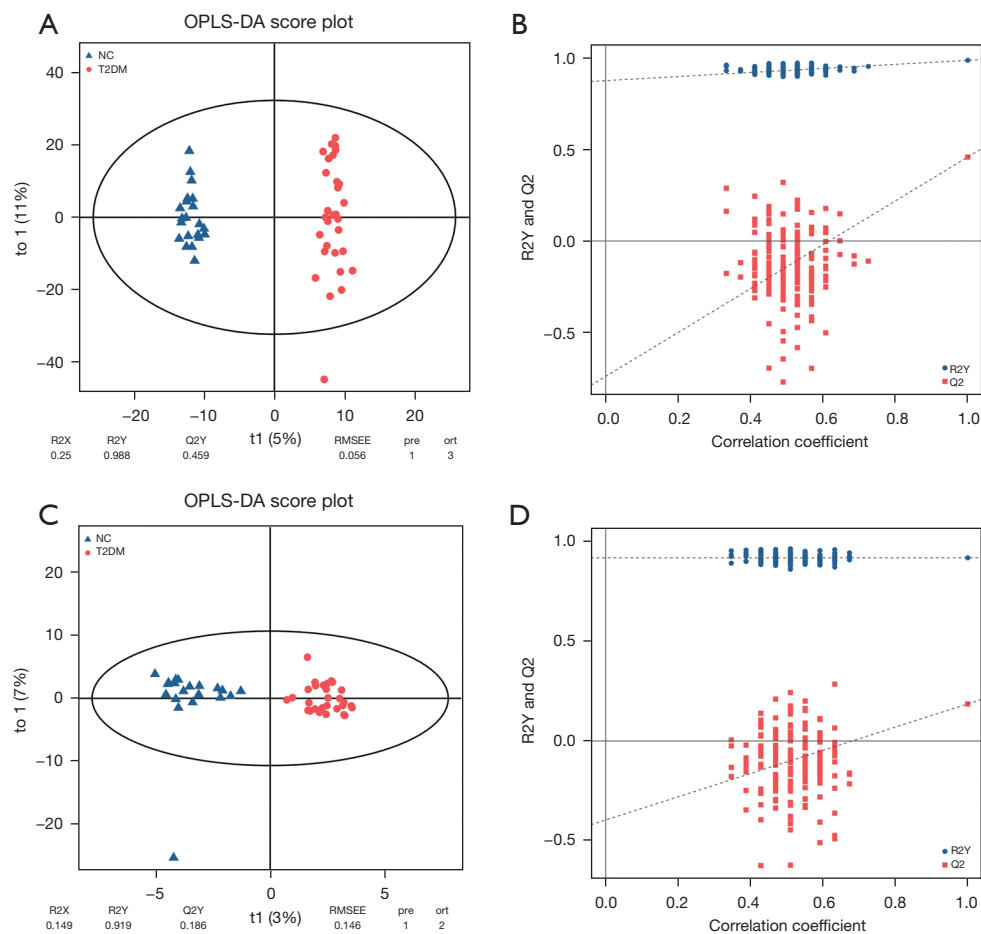 A
OPLS-DA score plot
NC
T2DM
to 1 (11%)
40
20
0
−20
−40
−20
−10
0
10
20
t1 (5%)
R2X R2Y Q2Y RMSEE pre ort
0.25 0.988 0.459 0.056 1 3
B
R2Y and Q2
1.0
0.5
0.0
−0.5
R2Y
Q2
0.0 0.2 0.4 0.6 0.8 1.0
Correlation coefficient
C
OPLS-DA score plot
NC
T2DM
to 1 (7%)
20
10
0
−10
−20
−5
0
5
t1 (3%)
R2X R2Y Q2Y RMSEE pre ort
0.149 0.919 0.186 0.146 1 2
D
R2Y and Q2
1.0
0.5
0.0
−0.5
R2Y
Q2
0.0 0.2 0.4 0.6 0.8 1.0
Correlation coefficient